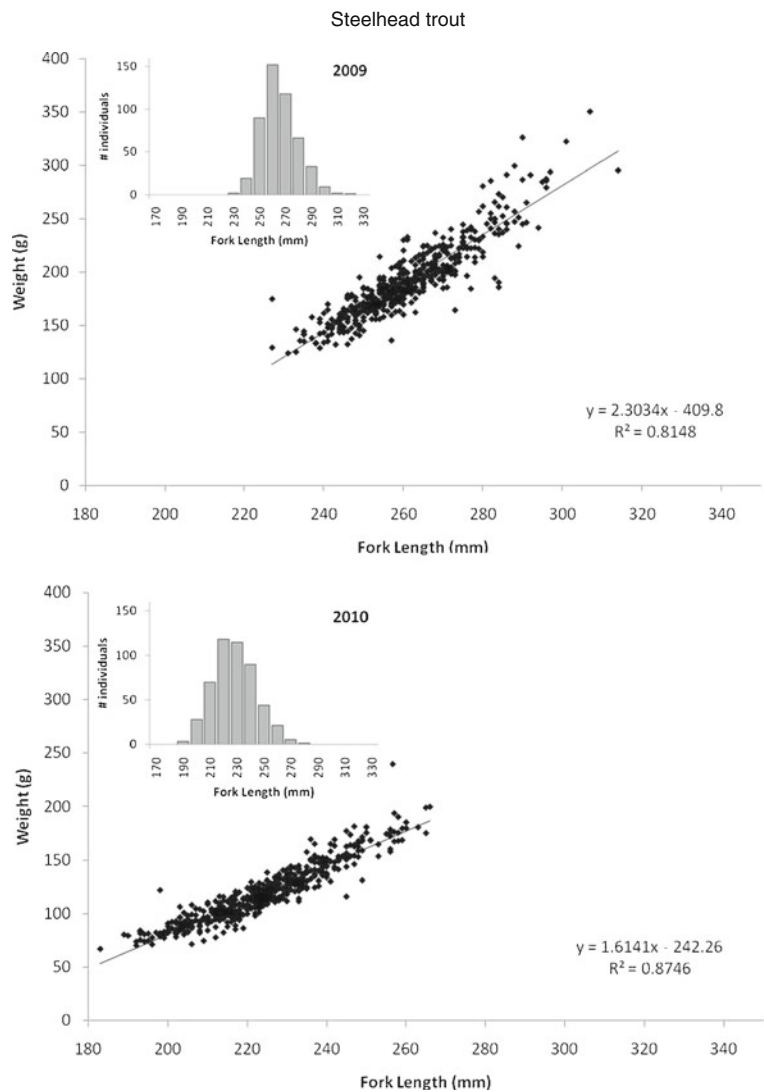 Steelhead trout
400
350
300
250
200
150
100
50
0
Weight (g)
150
100
50
0
# individuals
2009
170 190 210 230 250 270 290 310 330
Fork Length (mm)
y = 2.3034x - 409.8
R² = 0.8148
180 200 220 240 260 280 300 320 340
Fork Length (mm)
400
350
300
250
200
150
100
50
0
Weight (g)
150
100
50
0
# individuals
2010
170 190 210 230 250 270 290 310 330
Fork Length (mm)
y = 1.6141x - 242.26
R² = 0.8746
180 200 220 240 260 280 300 320 340
Fork Length (mm)